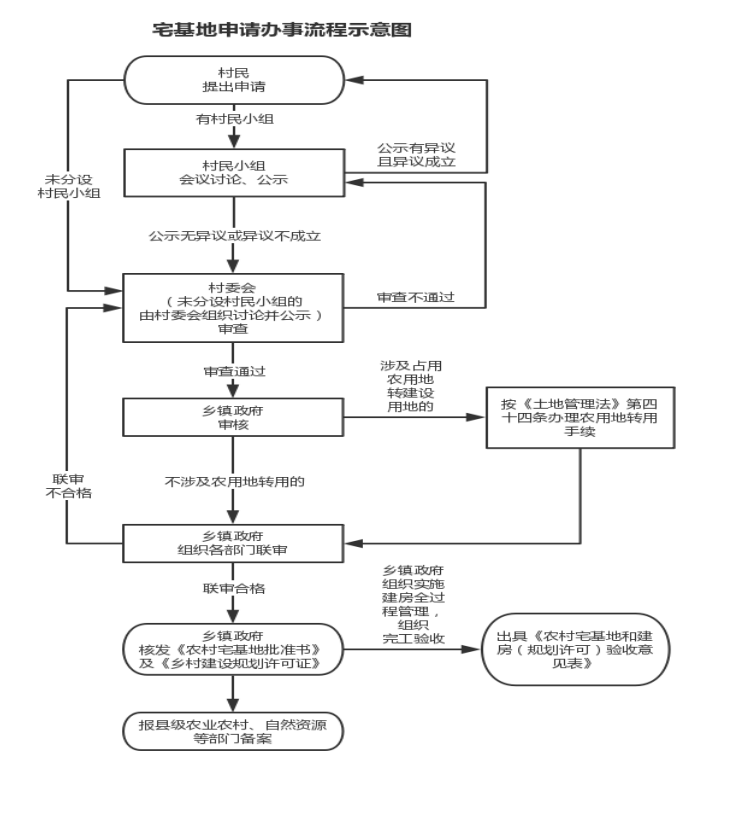 宅基地申请办事流程示意图
村民
提出申请
有村民小组
公示有异议
且异议成立
村民小组
会议讨论、公示
未分设
村民小组
公示无异议或异议不成立
村委会
（未分设村民小组的
由村委会组织讨论并公示）
审查
审查不通过
审查通过
涉及占用
农用地
转建设
用地的
乡镇政府
审核
按《土地管理法》第四
十四条办理农用地转用
手续
联审
不合格
不涉及农用地转用的
乡镇政府
组织各部门联审
联审合格
乡镇政府
组织实施
建房全过
程管理，
组织
完工验收
乡镇政府
核发《农村宅基地批准书》
及《乡村建设规划许可证》
出具《农村宅基地和建
房（规划许可）验收意
见表》
报县级农业农村、自然资源
等部门备案